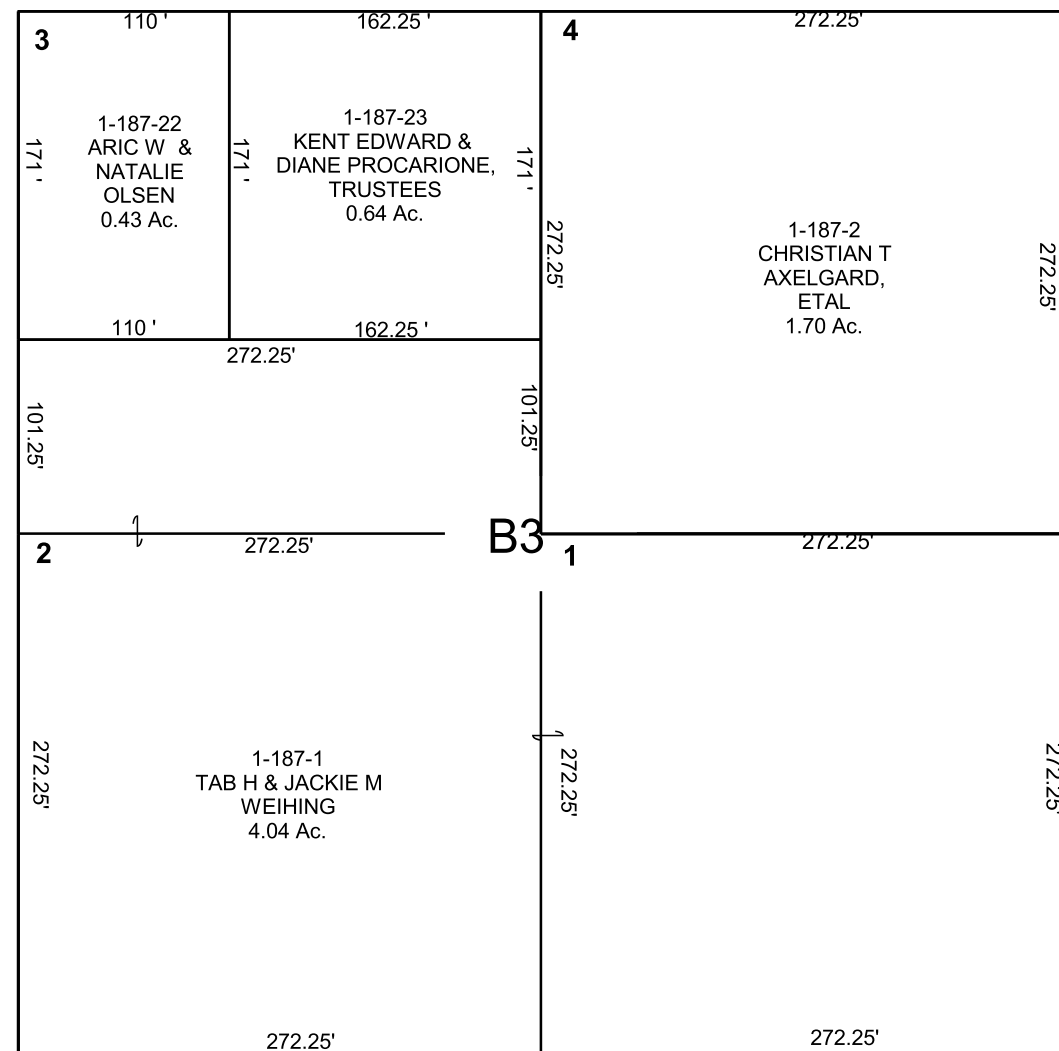 110 '
162.25 '
272.25'
3
4
1-187-22
ARIC W &
NATALIE
OLSEN
0.43 Ac.
171 '
171 '
1-187-23
KENT EDWARD &
DIANE PROCARIONE,
TRUSTEES
0.64 Ac.
171 '
272.25'
1-187-2
CHRISTIAN T
AXELGARD,
ETAL
1.70 Ac.
272.25'
110 '
162.25 '
272.25'
101.25'
101.25'
272.25'
B3
272.25'
2
1
1-187-1
TAB H & JACKIE M
WEIHING
4.04 Ac.
272.25'
272.25'
272.25'
272.25'
272.25'